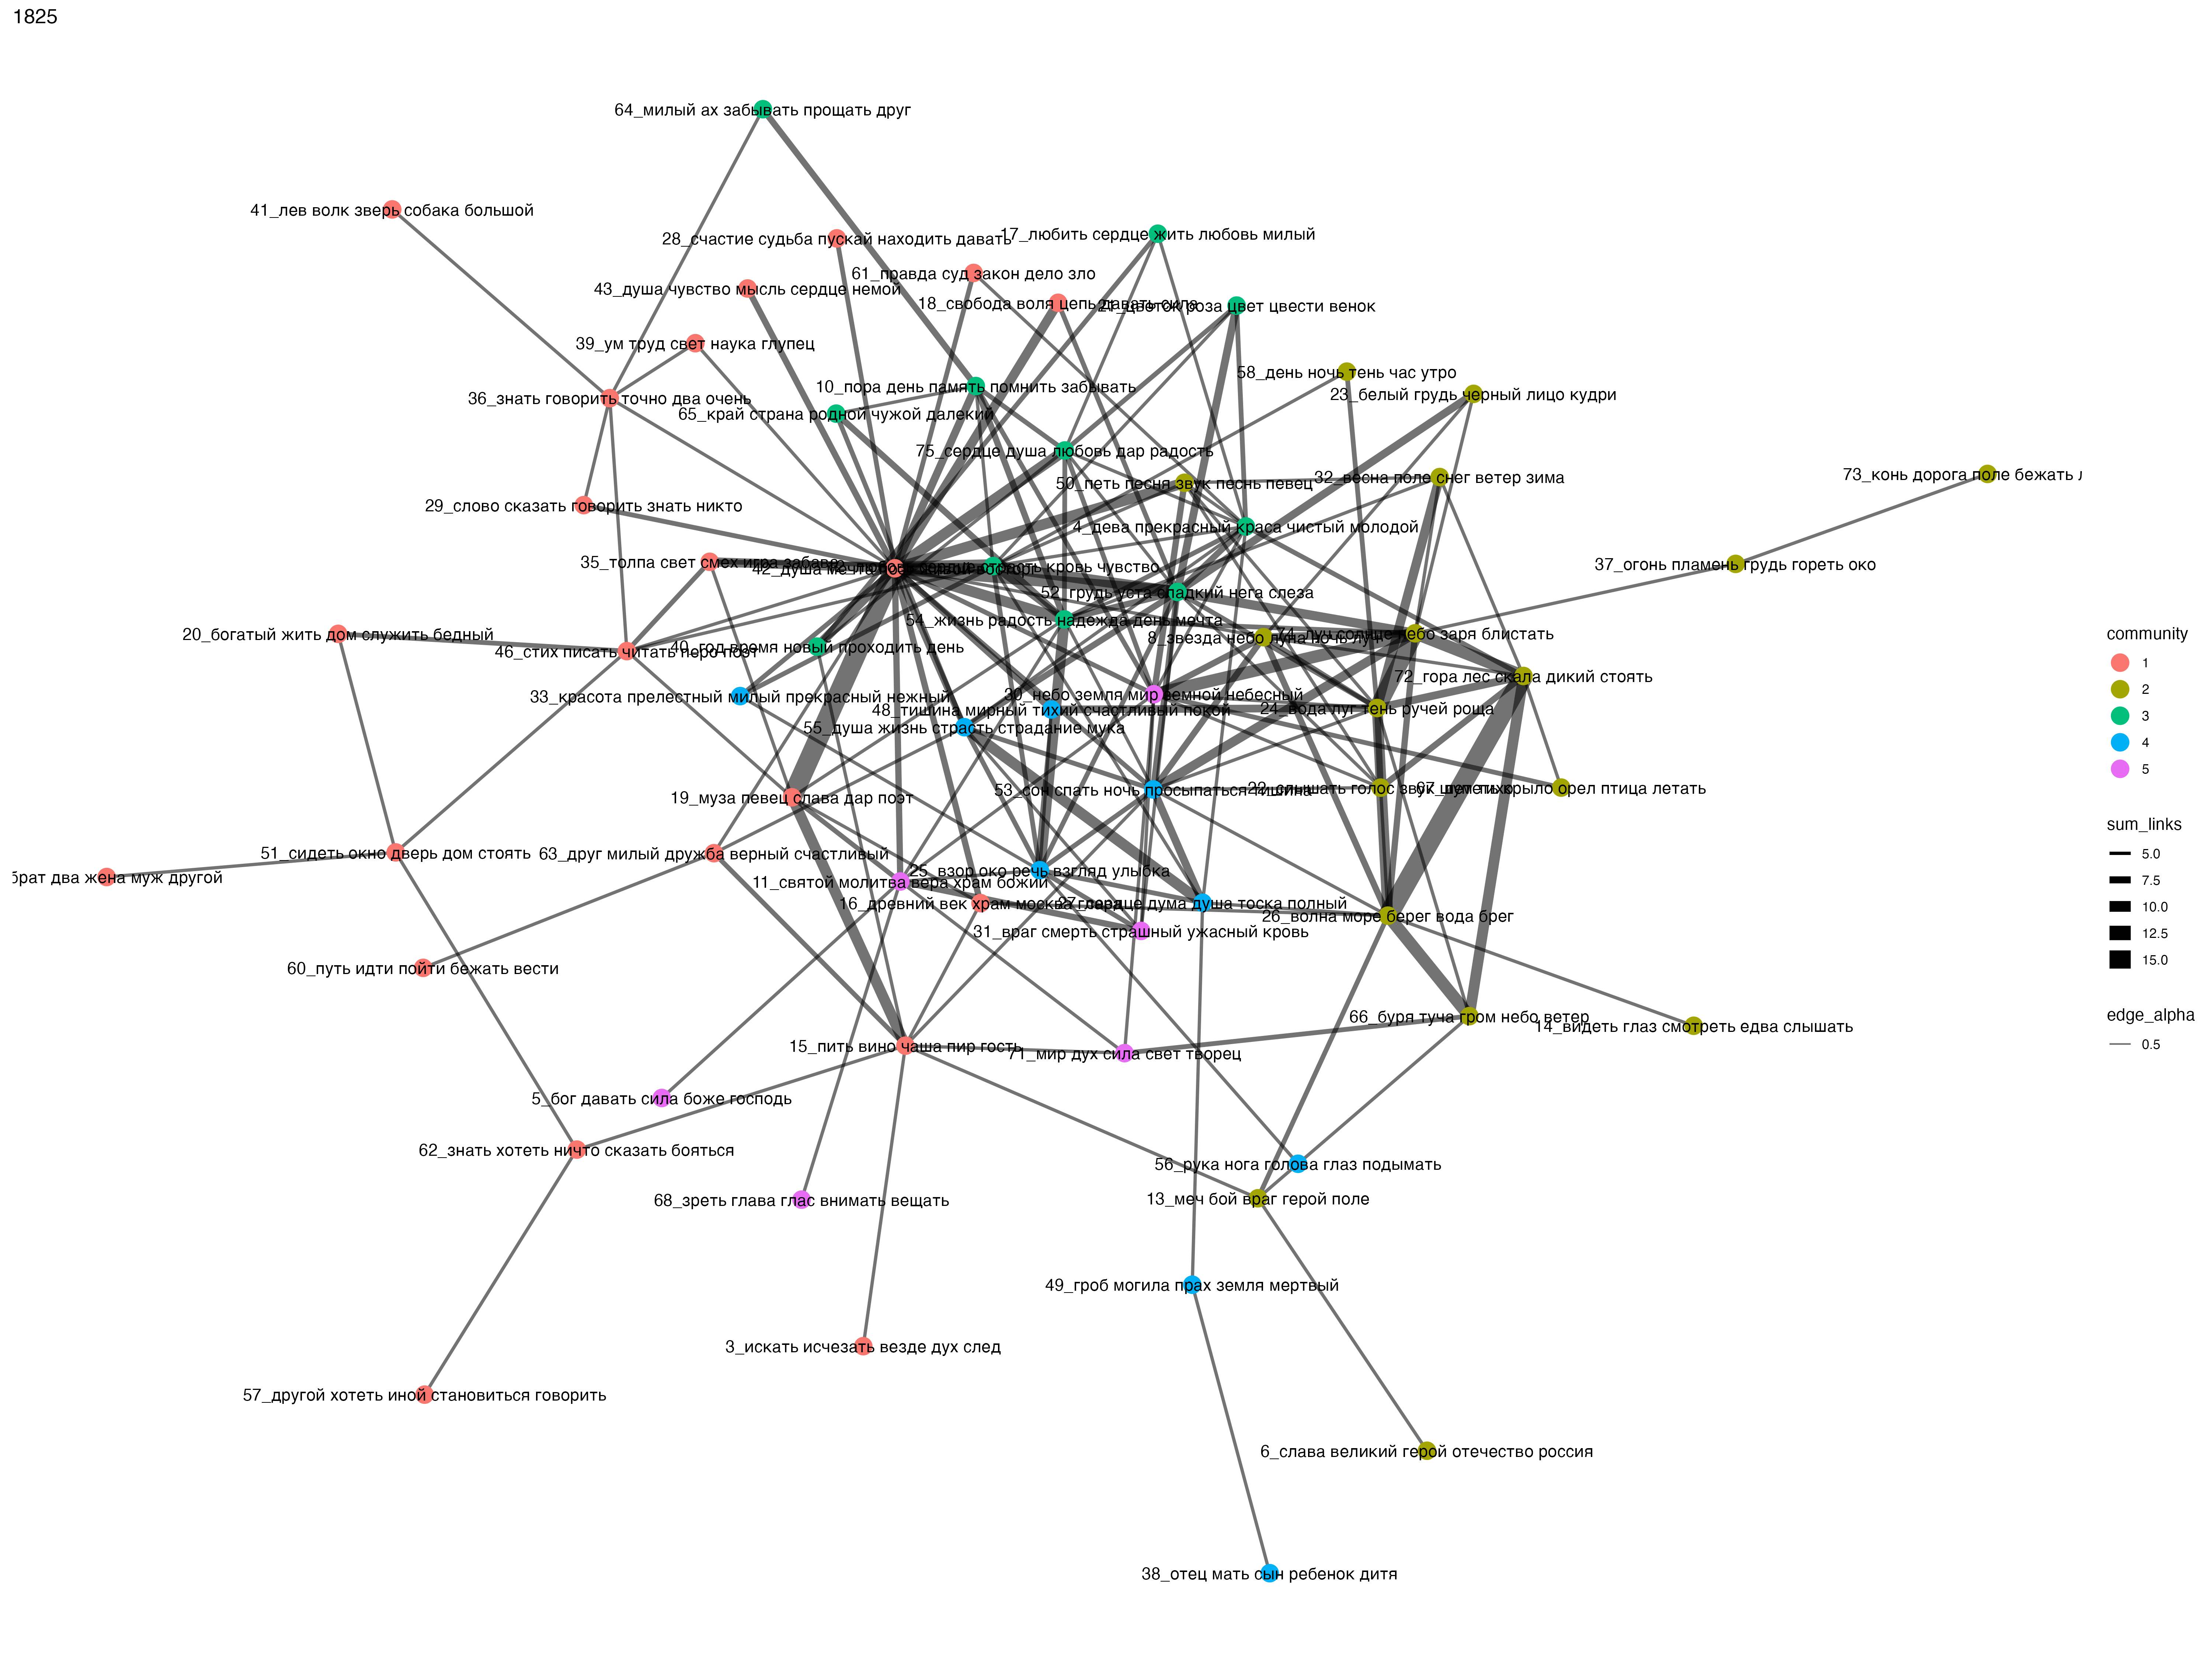 1825
64_милый ах забывать прощать друг
41_лев волк зверь собака большой
17_любить сердце жить любовь милый
28_счастие судьба пускай находить давать
61_правда суд закон дело зло
43_душа чувство мысль сердце немой
18_свобода воля цепь давать сила
21_цветок роза цвет цвести венок
39_ум труд свет наука глупец
58_день ночь тень час утро
10_пора день память помнить забывать
23_белый грудь черный лицо кудри
36_знать говорить точно два очень
65_край страна родной чужой далекий
75_сердце душа любовь дар радость
73_конь дорога поле бежать
32_весна поле снег ветер зима
50_петь песня звук песнь певец
29_слово сказать говорить знать никто
4_дева прекрасный краса чистый молодой
35_толпа свет смех игра забава
42_душа мечта
кровь чувство
37_огонь пламень грудь гореть око
52_грудь уста сладкий нега слеза
54_жизнь радость надежда день мечта
20_богатый жить дом служить бедный
8_звезда небо луна ночь луч
74_луч солнце небо заря блистать
40_год время новый проходить день
46_стих писать читать перо поэт
72_гора лес скала дикий стоять
33_красота прелестный милый прекрасный нежный
30_небо земля мир земной небесный
48_тишина мирный тихий счастливый покой
24_вода луг тень ручей роща
55_душа жизнь страсть страдание мука
53_сон спать ночь просыпаться тишина
22_слышать голос звук шум тихо
67_лететь крыло орел птица летать
19_муза певец слава дар поэт
51_сидеть окно дверь дом стоять
63_друг милый дружба верный счастливый
25_взор око речь взгляд улыбка
брат два жена муж другой
11_святой молитва вера храм божий
16_древний век храм москва глава
27_сердце дума душа тоска полный
26_волна море берег вода брег
31_враг смерть страшный ужасный кровь
60_путь идти пойти бежать вести
66_буря туча гром небо ветер
14_видеть глаз смотреть едва слышать
15_пить вино чаша пир гость
71_мир дух сила свет творец
5_бог давать сила боже господь
62_знать хотеть ничто сказать бояться
56_рука нога голова глаз подымать
68_зреть глава глас внимать вещать
13_меч бой враг герой поле
49_гроб могила прах земля мертвый
3_искать исчезать везде дух след
57_другой хотеть иной становиться говорить
6_слава великий герой отечество россия
38_отец мать сын ребенок дитя
community
1
2
3
4
5
sum_links
5.0
7.5
10.0
12.5
15.0
edge_alpha
0.5